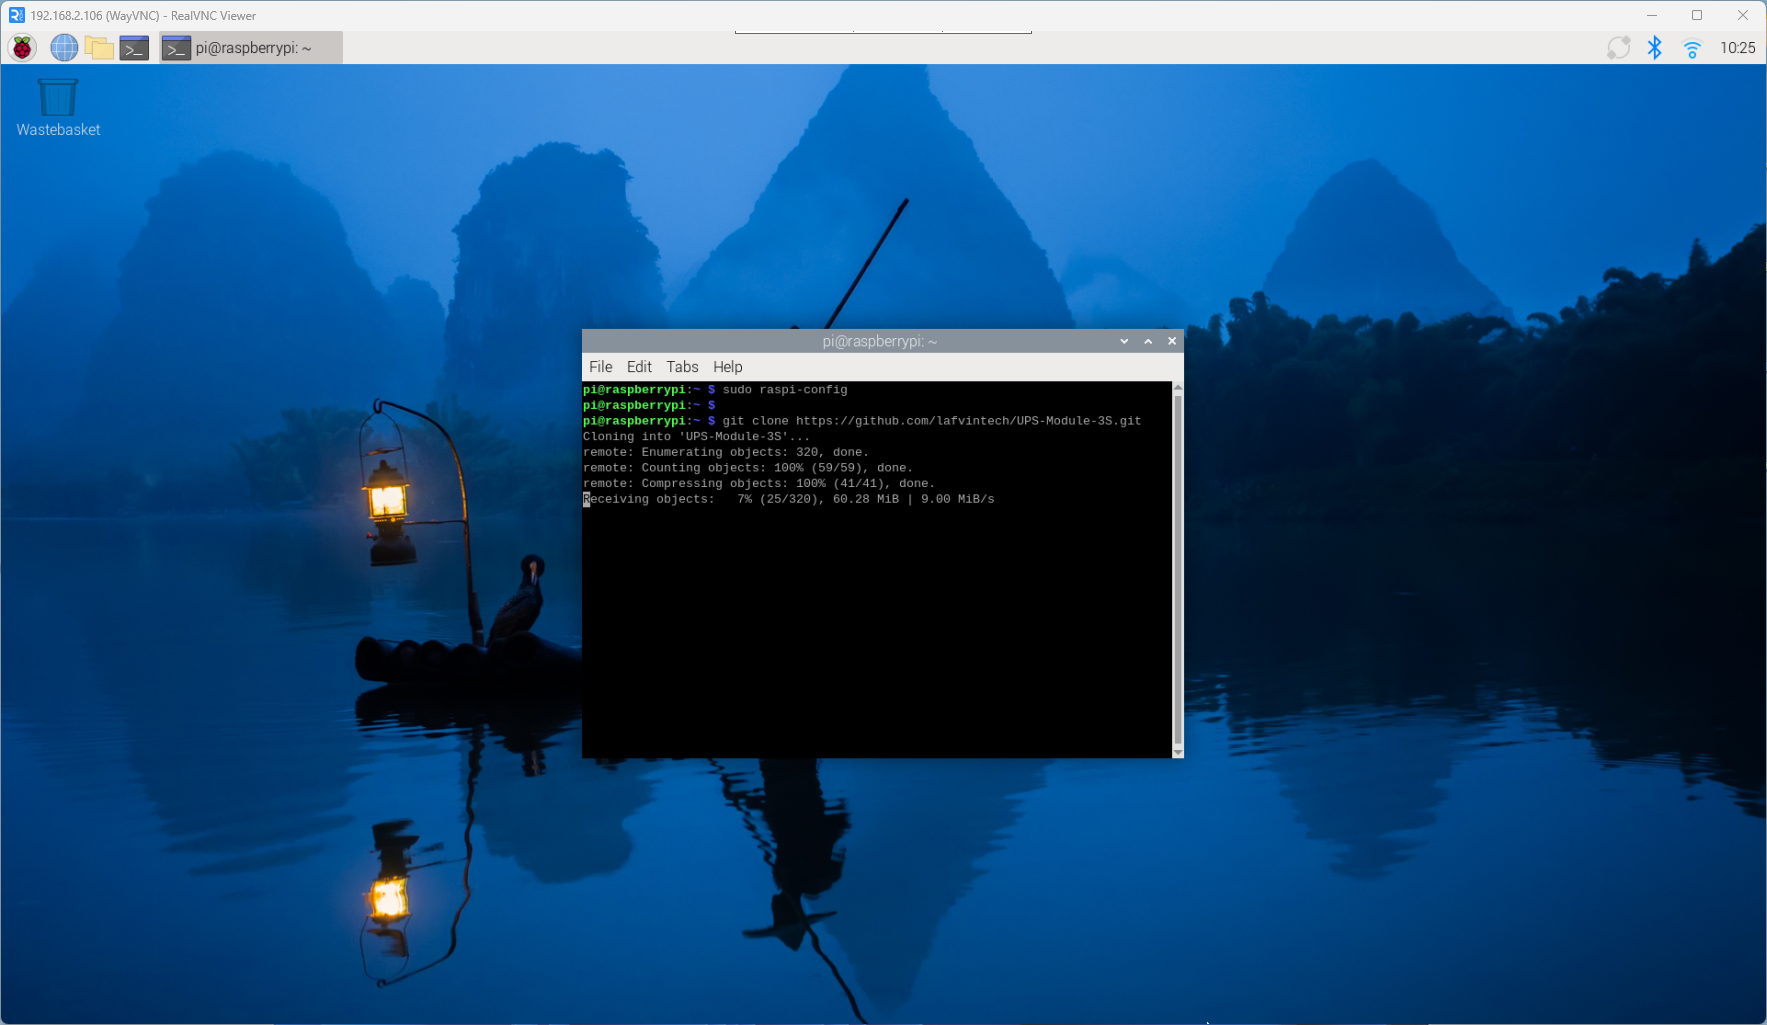 192.168.2.106 (WayVNC) - RealVNC Viewer
pi@raspberrypi: ~
10:25
Wastebasket
pi@raspberrypi: ~
File Edit Tabs Help
pi@raspberrypi:~ $ sudo raspi-config
pi@raspberrypi:~ $
pi@raspberrypi:~ $ git clone https://github.com/lafvintech/UPS-Module-3S.git
Cloning into 'UPS-Module-3S'...
remote: Enumerating objects: 320, done.
remote: Counting objects: 100% (59/59), done.
remote: Compressing objects: 100% (41/41), done.
Receiving objects:   7% (25/320), 60.28 MiB | 9.00 MiB/s